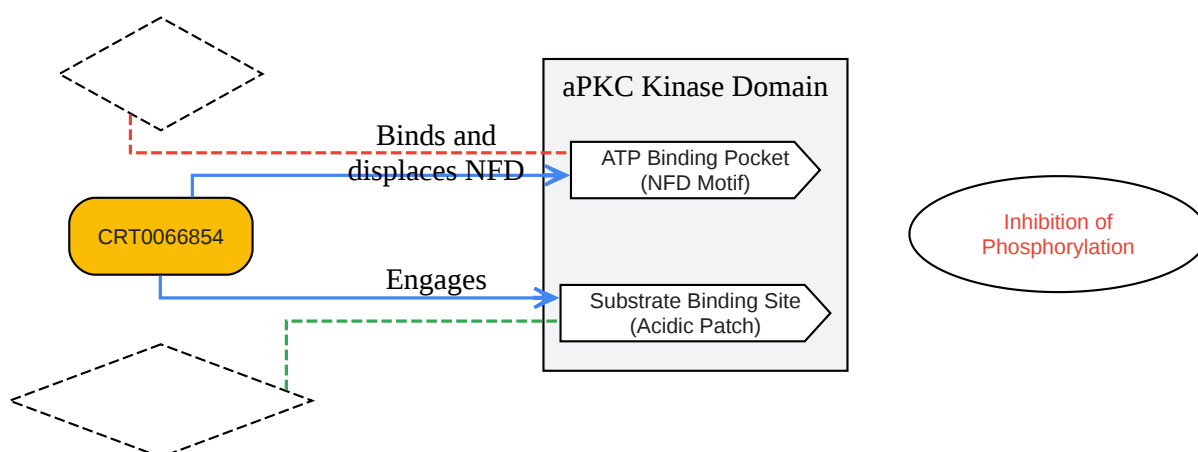 aPKC Kinase Domain
Binds and
displaces NFD
ATP Binding Pocket
(NFD Motif)
CRT0066854
Inhibition of
Phosphorylation
Engages
Substrate Binding Site
(Acidic Patch)